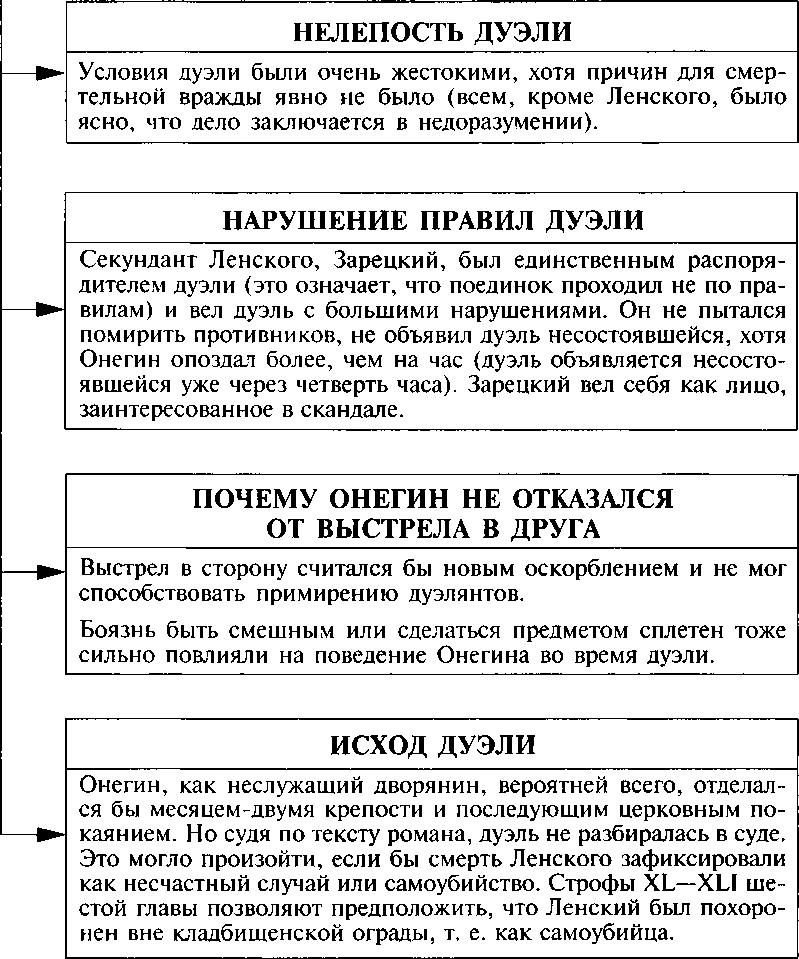 НЕЛЕПОСТЬ ДУЭЛИ
Условия дуэли были очень жестокими, хотя причин для смер-
тельной вражды явно не было (всем, кроме Ленского, было
ясно, что дело заключается в недоразумении).
НАРУШЕНИЕ ПРАВИЛ ДУЭЛИ
Секундант Ленского, Зарецкий, был единственным распоря-
дителем дуэли (это означает, что поединок проходил не по пра-
вилам) и вел дуэль с большими нарушениями. Он не пытался
помирить противников, не объявил дуэль несостоявшейся, хотя
Онегин опоздал более, чем на час (дуэль объявляется несосто-
явшейся уже через четверть часа). Зарецкий вел себя как лицо,
заинтересованное в скандале.
ПОЧЕМУ ОНЕГИН НЕ ОТКАЗАЛСЯ
ОТ ВЫСТРЕЛА В ДРУГА
Выстрел в сторону считался бы новым оскорблением и не мог
способствовать примирению дуэлянтов.
Боязнь быть смешным или сделаться предметом сплетен тоже
сильно повлияли на поведение Онегина во время дуэли.
ИСХОД ДУЭЛИ
Онегин, как неслужащий дворянин, вероятней всего, отделал-
ся бы месяцем-двумя крепости и последующим церковным по-
каянием. Но судя по тексту романа, дуэль не разбиралась в суде.
Это могло произойти, если бы смерть Ленского зафиксировали
как несчастный случай или самоубийство. Строфы XL—XLI ше-
стой главы позволяют предположить, что Ленский был похоро-
нен вне кладбищенской ограды, т. е. как самоубийца.